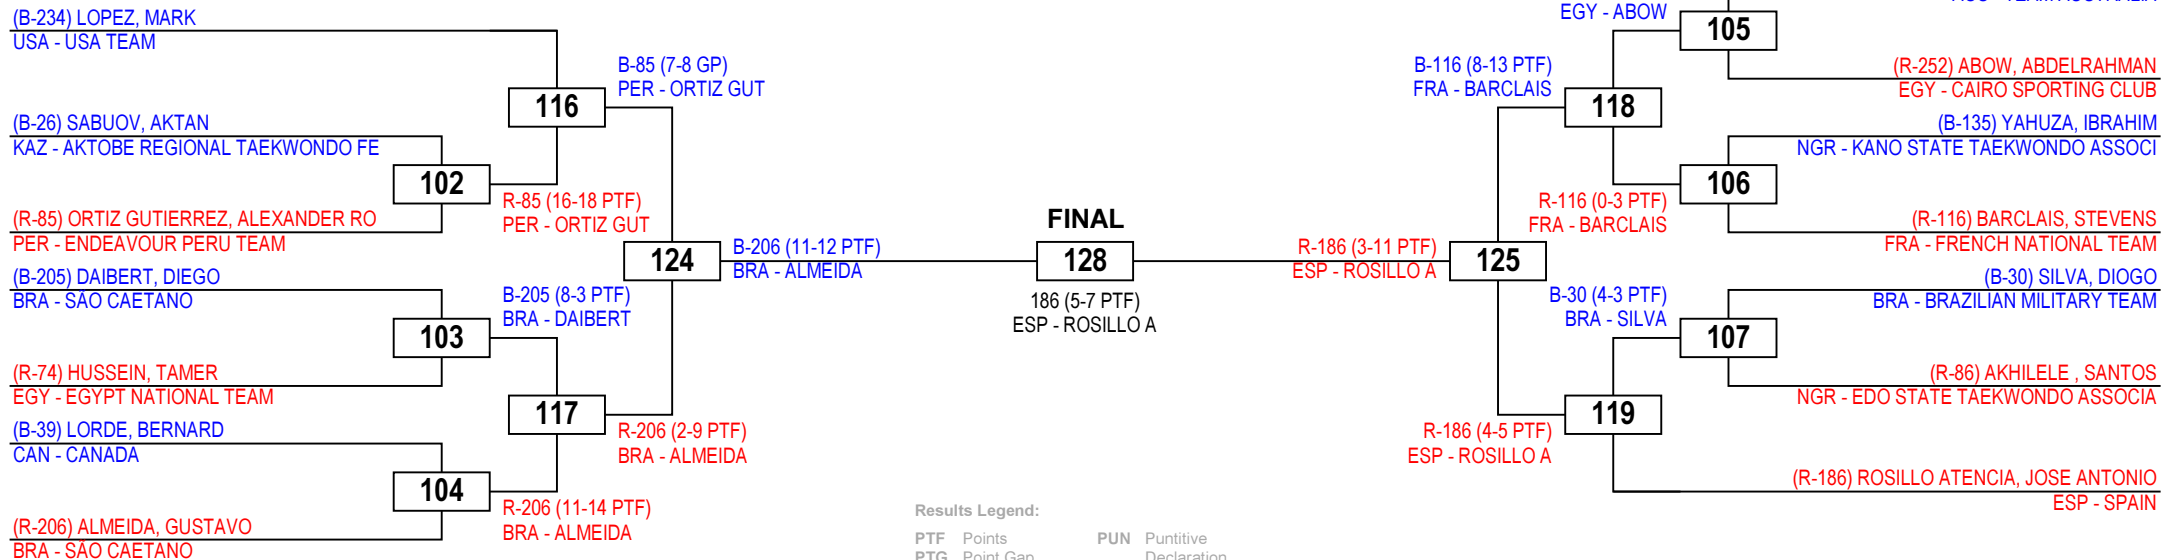 (B-234) LOPEZ, MARK
USA - USA TEAM
B-85 (7-8 GP)
PER - ORTIZ GUT
116
(B-26) SABUOV, AKTAN
KAZ - AKTOBE REGIONAL TAEKWONDO FE
102
R-85 (16-18 PTF)
PER - ORTIZ GUT
(R-85) ORTIZ GUTIERREZ, ALEXANDER RO
PER - ENDEAVOUR PERU TEAM
124
B-206 (11-12 PTF)
BRA - ALMEIDA
(B-205) DAIBERT, DIEGO
BRA - SÃO CAETANO
B-205 (8-3 PTF)
BRA - DAIBERT
103
(R-74) HUSSEIN, TAMER
EGY - EGYPT NATIONAL TEAM
117
R-206 (2-9 PTF)
BRA - ALMEIDA
(B-39) LORDE, BERNARD
CAN - CANADA
104
R-206 (11-14 PTF)
BRA - ALMEIDA
(R-206) ALMEIDA, GUSTAVO
BRA - SÃO CAETANO
FINAL
128
186 (5-7 PTF)
ESP - ROSILLO A
EGY - ABOW
105
(R-252) ABOW, ABDELRAHMAN
EGY - CAIRO SPORTING CLUB
B-116 (8-13 PTF)
FRA - BARCLAIS
118
(B-135) YAHUZA, IBRAHIM
NGR - KANO STATE TAEKWONDO ASSOCI
106
R-116 (0-3 PTF)
FRA - BARCLAIS
(R-116) BARCLAIS, STEVENS
FRA - FRENCH NATIONAL TEAM
R-186 (3-11 PTF)
ESP - ROSILLO A
125
(B-30) SILVA, DIOGO
BRA - BRAZILIAN MILITARY TEAM
B-30 (4-3 PTF)
BRA - SILVA
107
(R-86) AKHILELE , SANTOS
NGR - EDO STATE TAEKWONDO ASSOCIA
119
R-186 (4-5 PTF)
ESP - ROSILLO A
(R-186) ROSILLO ATENCIA, JOSE ANTONIO
ESP - SPAIN
Results Legend:
PTF Points PUN Puntitive
PTG Point Gap Declaration